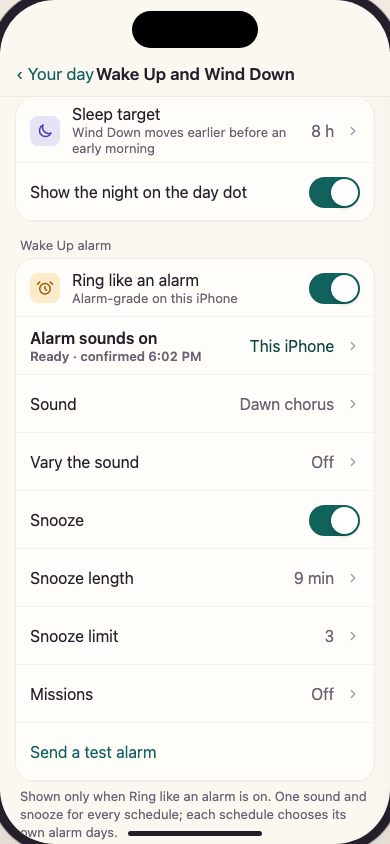 ‹ Your day Wake Up and Wind Down
Sleep target
Wind Down moves earlier before an
early morning
8 h
Show the night on the day dot
Wake Up alarm
Ring like an alarm
Alarm-grade on this iPhone
Alarm sounds on
Ready · confirmed 6:02 PM
This iPhone
Sound
Dawn chorus
Vary the sound
Off
Snooze
Snooze length
9 min
Snooze limit
3
Missions
Off
Send a test alarm
Shown only when Ring like an alarm is on. One sound and
snooze for every schedule; each schedule chooses its
own alarm days.